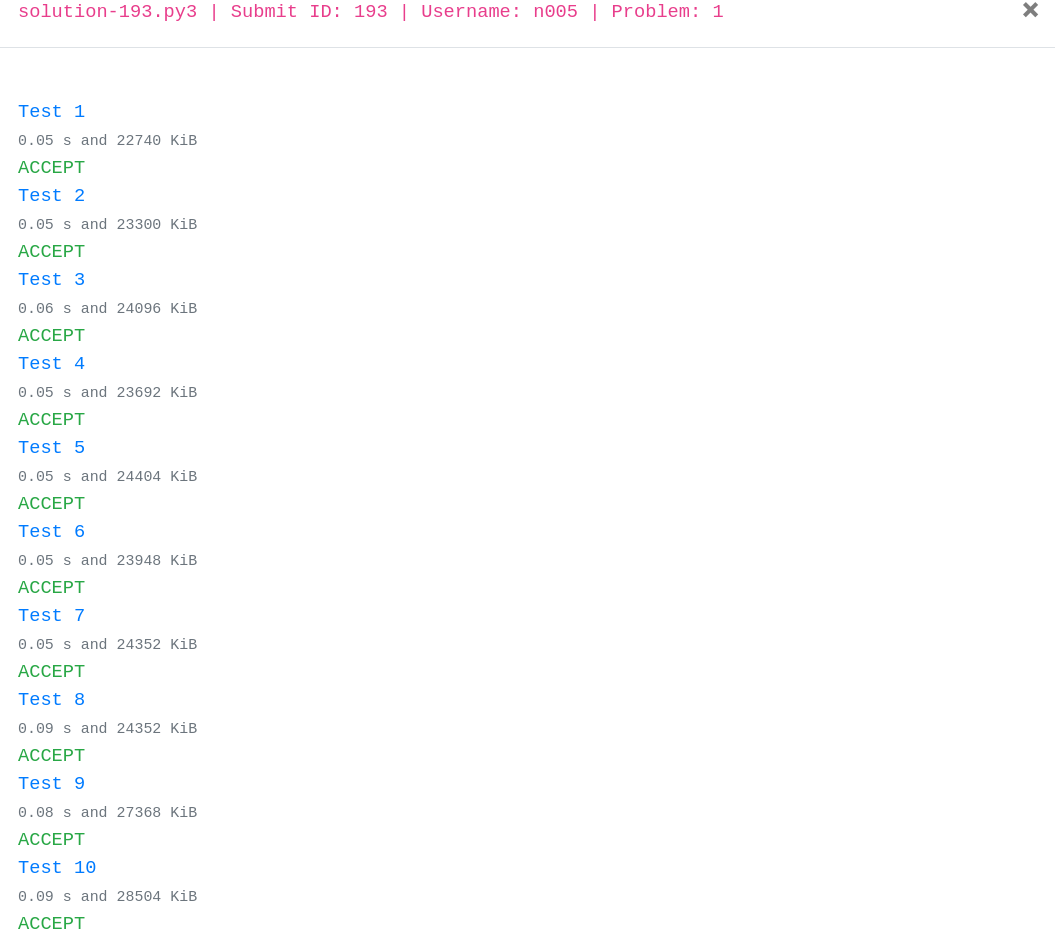 solution-193.py3 | Submit ID: 193 | Username: n005 | Problem: 1
Test 1
0.05 s and 22740 KiB
ACCEPT
Test 2
0.05 s and 23300 KiB
ACCEPT
Test 3
0.06 s and 24096 KiB
ACCEPT
Test 4
0.05 s and 23692 KiB
ACCEPT
Test 5
0.05 s and 24404 KiB
ACCEPT
Test 6
0.05 s and 23948 KiB
ACCEPT
Test 7
0.05 s and 24352 KiB
ACCEPT
Test 8
0.09 s and 24352 KiB
ACCEPT
Test 9
0.08 s and 27368 KiB
ACCEPT
Test 10
0.09 s and 28504 KiB
ACCEPT